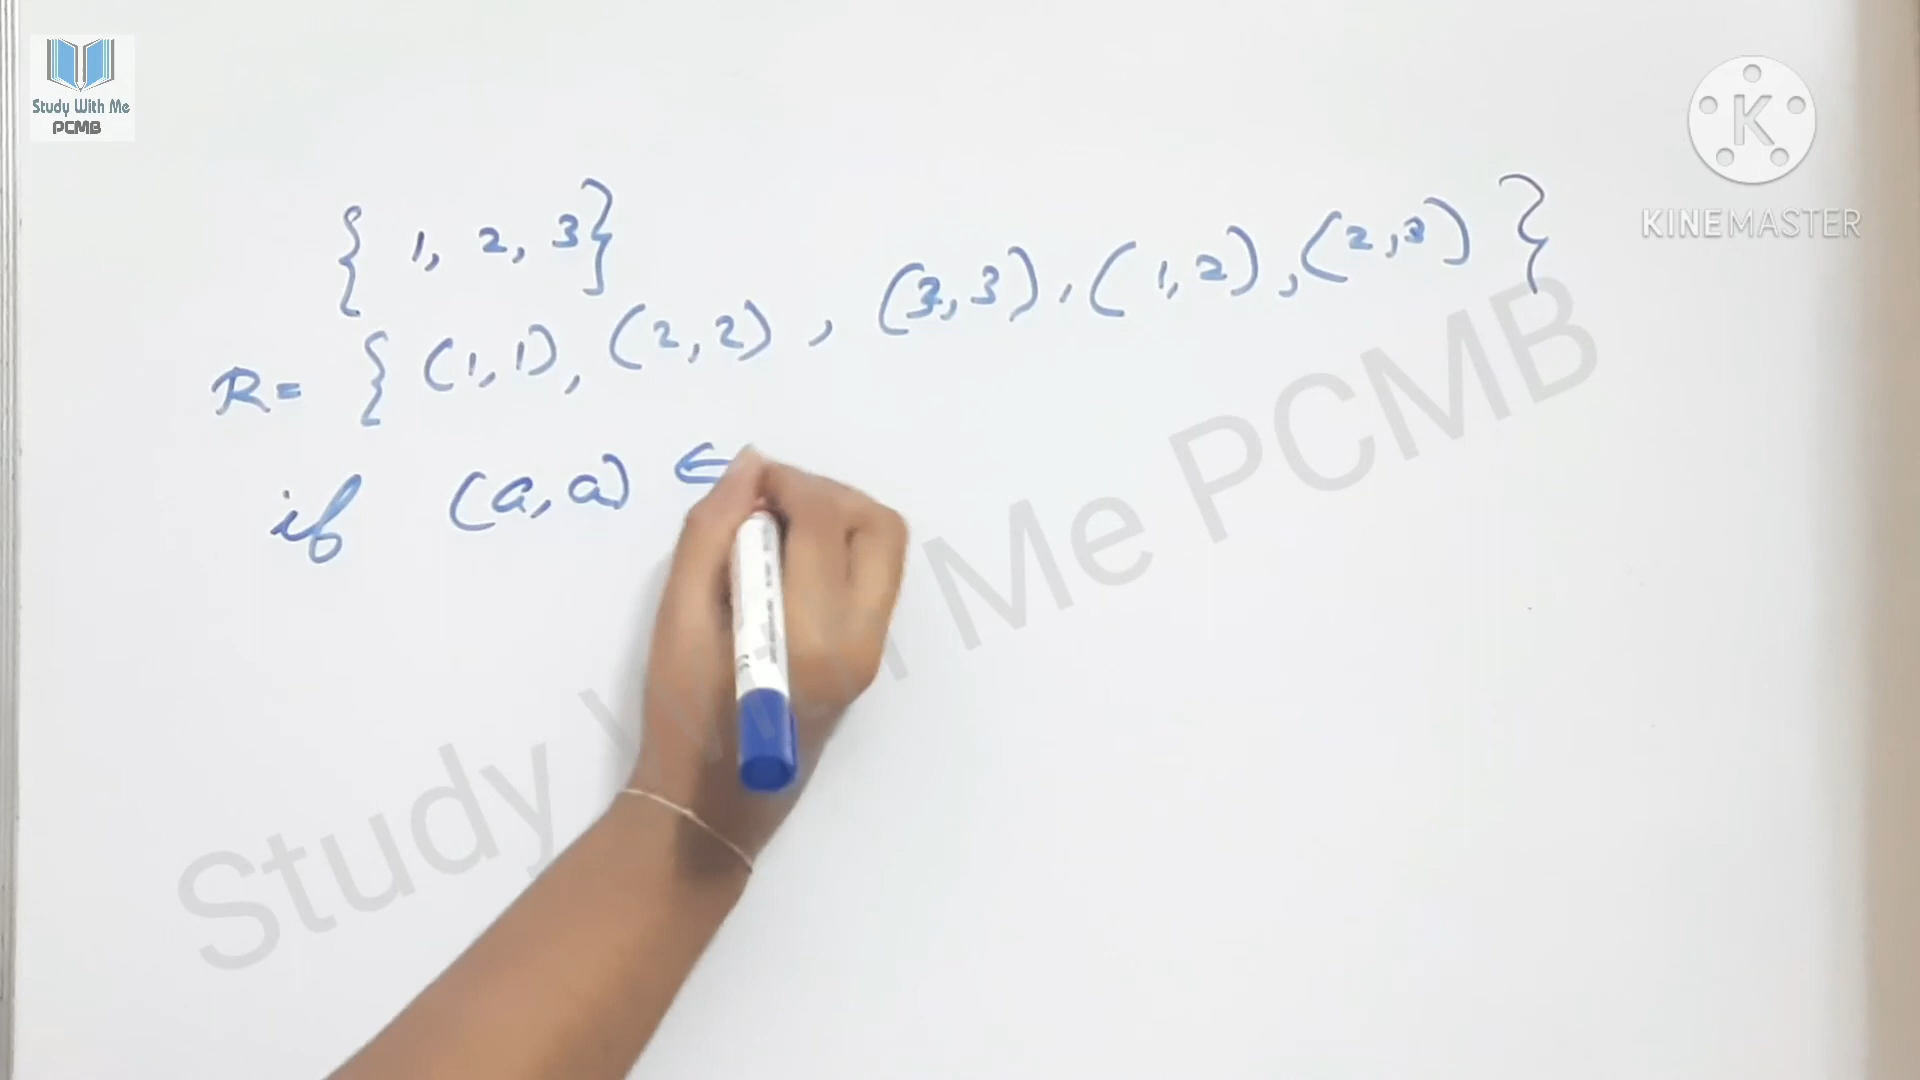 Study With Me
PCMB
KINEMASTER
{ 1, 2, 3}
R = { (1, 1), (2, 2) , (3, 3), (1, 2), (2, 3) }
if (a, a) ∈
Study With Me PCMB